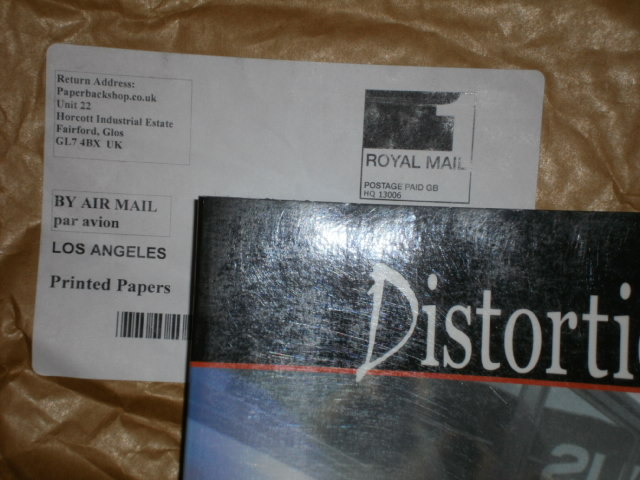 Return Address:
Paperbackshop.co.uk
Unit 22
Horcott Industrial Estate
Fairford, Glos
GL7 4BX UK
ROYAL MAIL
POSTAGE PAID GB
HQ 13006
BY AIR MAIL
par avion
LOS ANGELES
Printed Papers
Distorti